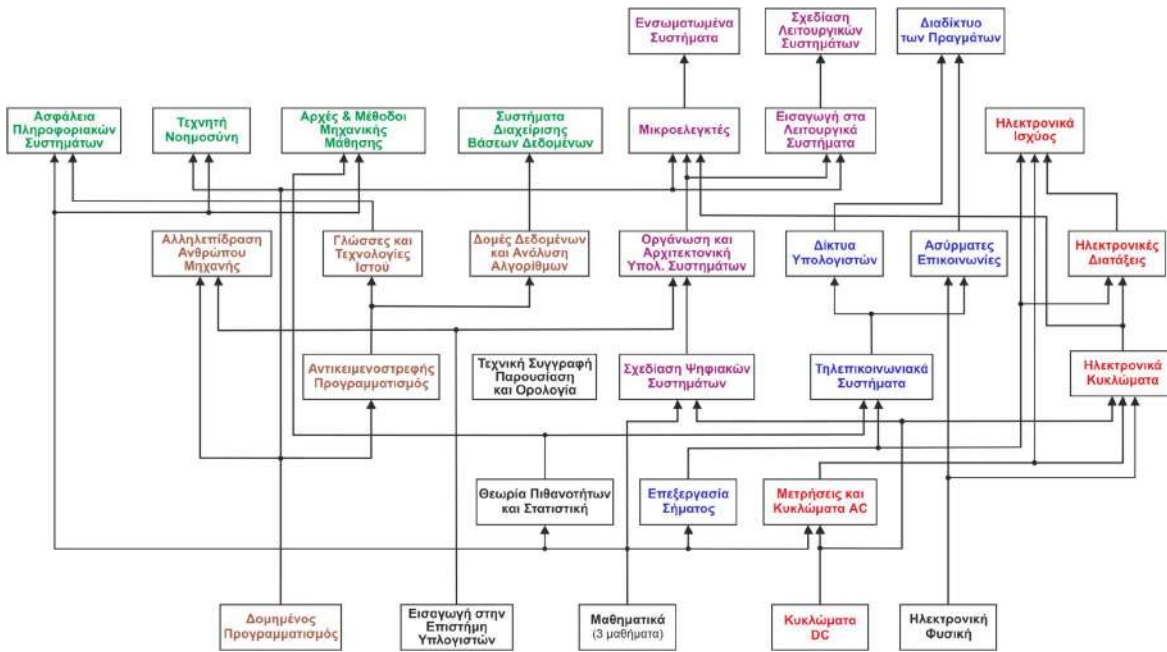 Ενσωματωμένα
Συστήματα
Σχεδίαση
Λειτουργικών
Συστημάτων
Διαδίκτυο
των Πραγμάτων
Ασφάλεια
Πληροφοριακών
Συστημάτων
Τεχνητή
Νοημοσύνη
Αρχές & Μέθοδοι
Μηχανικής
Μάθησης
Συστήματα
Διαχείρισης
Βάσεων Δεδομένων
Μικροελεγκτές
Εισαγωγή στα
Λειτουργικά
Συστήματα
Ηλεκτρονικά
Ισχύος
Αλληλεπίδραση
Ανθρώπου
Μηχανής
Γλώσσες και
Τεχνολογίες
Ιστού
Δομές Δεδομένων
και Ανάλυση
Αλγορίθμων
Οργάνωση και
Αρχιτεκτονική
Υπολ. Συστημάτων
Δίκτυα
Υπολογιστών
Ασύρματες
Επικοινωνίες
Ηλεκτρονικές
Διατάξεις
Αντικειμενοστρεφής
Προγραμματισμός
Τεχνική Συγγραφή
Παρουσίαση
και Ορολογία
Σχεδίαση Ψηφιακών
Συστημάτων
Τηλεπικοινωνιακά
Συστήματα
Ηλεκτρονικά
Κυκλώματα
Θεωρία Πιθανοτήτων
και Στατιστική
Επεξεργασία
Σήματος
Μετρήσεις και
Κυκλώματα AC
Δομημένος
Προγραμματισμός
Εισαγωγή στην
Επιστήμη
Υπλογιστών
Μαθηματικά
(3 μαθήματα)
Κυκλώματα
DC
Ηλεκτρονική
Φυσική